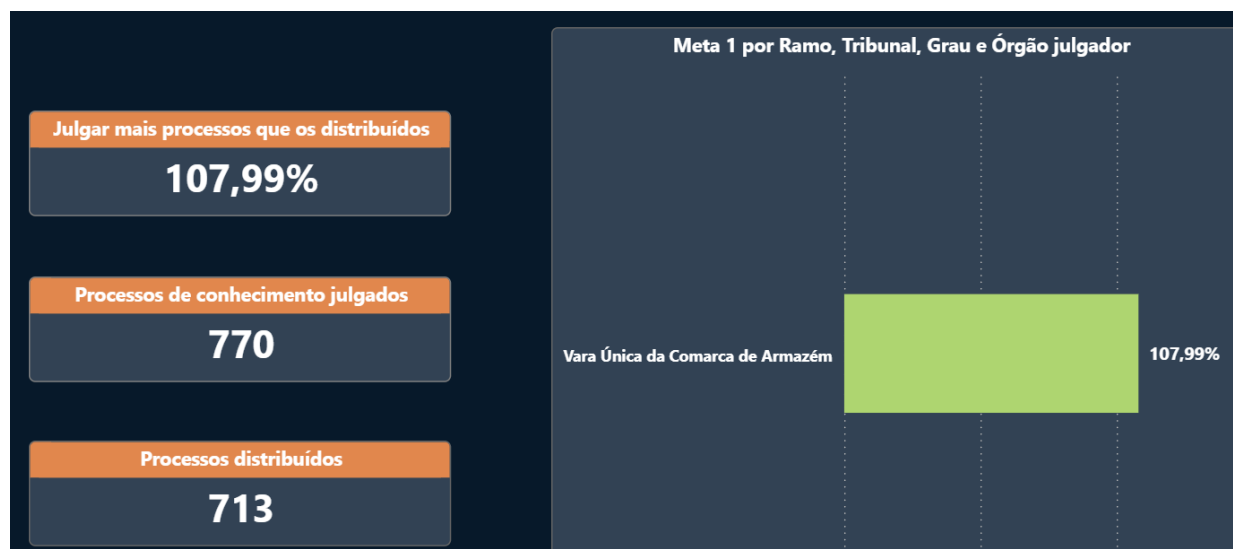 Meta 1 por Ramo, Tribunal, Grau e Órgão julgador
Julgar mais processos que os distribuídos
107,99%
Processos de conhecimento julgados
770
Vara Única da Comarca de Armazém
107,99%
Processos distribuídos
713